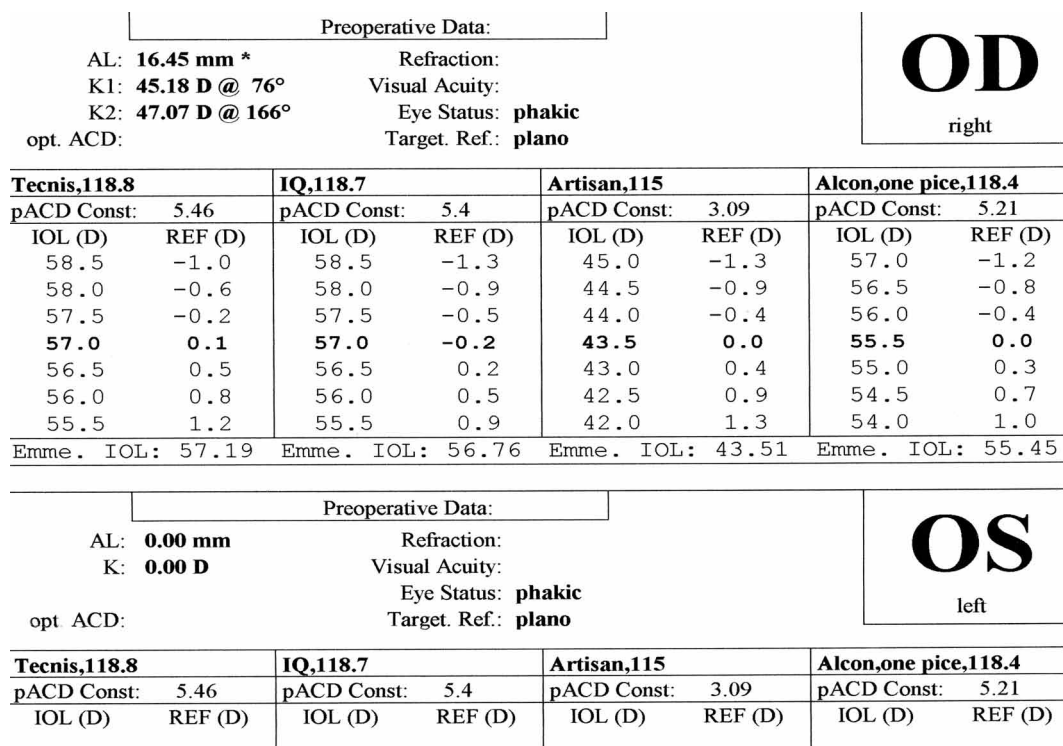 Preoperative Data:
AL: 16.45 mm * Refraction:
K1: 45.18 D @ 76° Visual Acuity:
K2: 47.07 D @ 166° Eye Status: phakic
opt. ACD: Target. Ref.: plano
OD
right
Tecnis,118.8 IQ,118.7 Artisan,115 Alcon,one pice,118.4
pACD Const: 5.46 pACD Const: 5.4 pACD Const: 3.09 pACD Const: 5.21
IOL (D) REF (D) IOL (D) REF (D) IOL (D) REF (D) IOL (D) REF (D)
58.5 -1.0 58.5 -1.3 45.0 -1.3 57.0 -1.2
58.0 -0.6 58.0 -0.9 44.5 -0.9 56.5 -0.8
57.5 -0.2 57.5 -0.5 44.0 -0.4 56.0 -0.4
57.0 0.1 57.0 -0.2 43.5 0.0 55.5 0.0
56.5 0.5 56.5 0.2 43.0 0.4 55.0 0.3
56.0 0.8 56.0 0.5 42.5 0.9 54.5 0.7
55.5 1.2 55.5 0.9 42.0 1.3 54.0 1.0
Emme. IOL: 57.19 Emme. IOL: 56.76 Emme. IOL: 43.51 Emme. IOL: 55.45
Preoperative Data:
AL: 0.00 mm Refraction:
K: 0.00 D Visual Acuity:
Eye Status: phakic
opt. ACD: Target. Ref.: plano
OS
left
Tecnis,118.8 IQ,118.7 Artisan,115 Alcon,one pice,118.4
pACD Const: 5.46 pACD Const: 5.4 pACD Const: 3.09 pACD Const: 5.21
IOL (D) REF (D) IOL (D) REF (D) IOL (D) REF (D) IOL (D) REF (D)